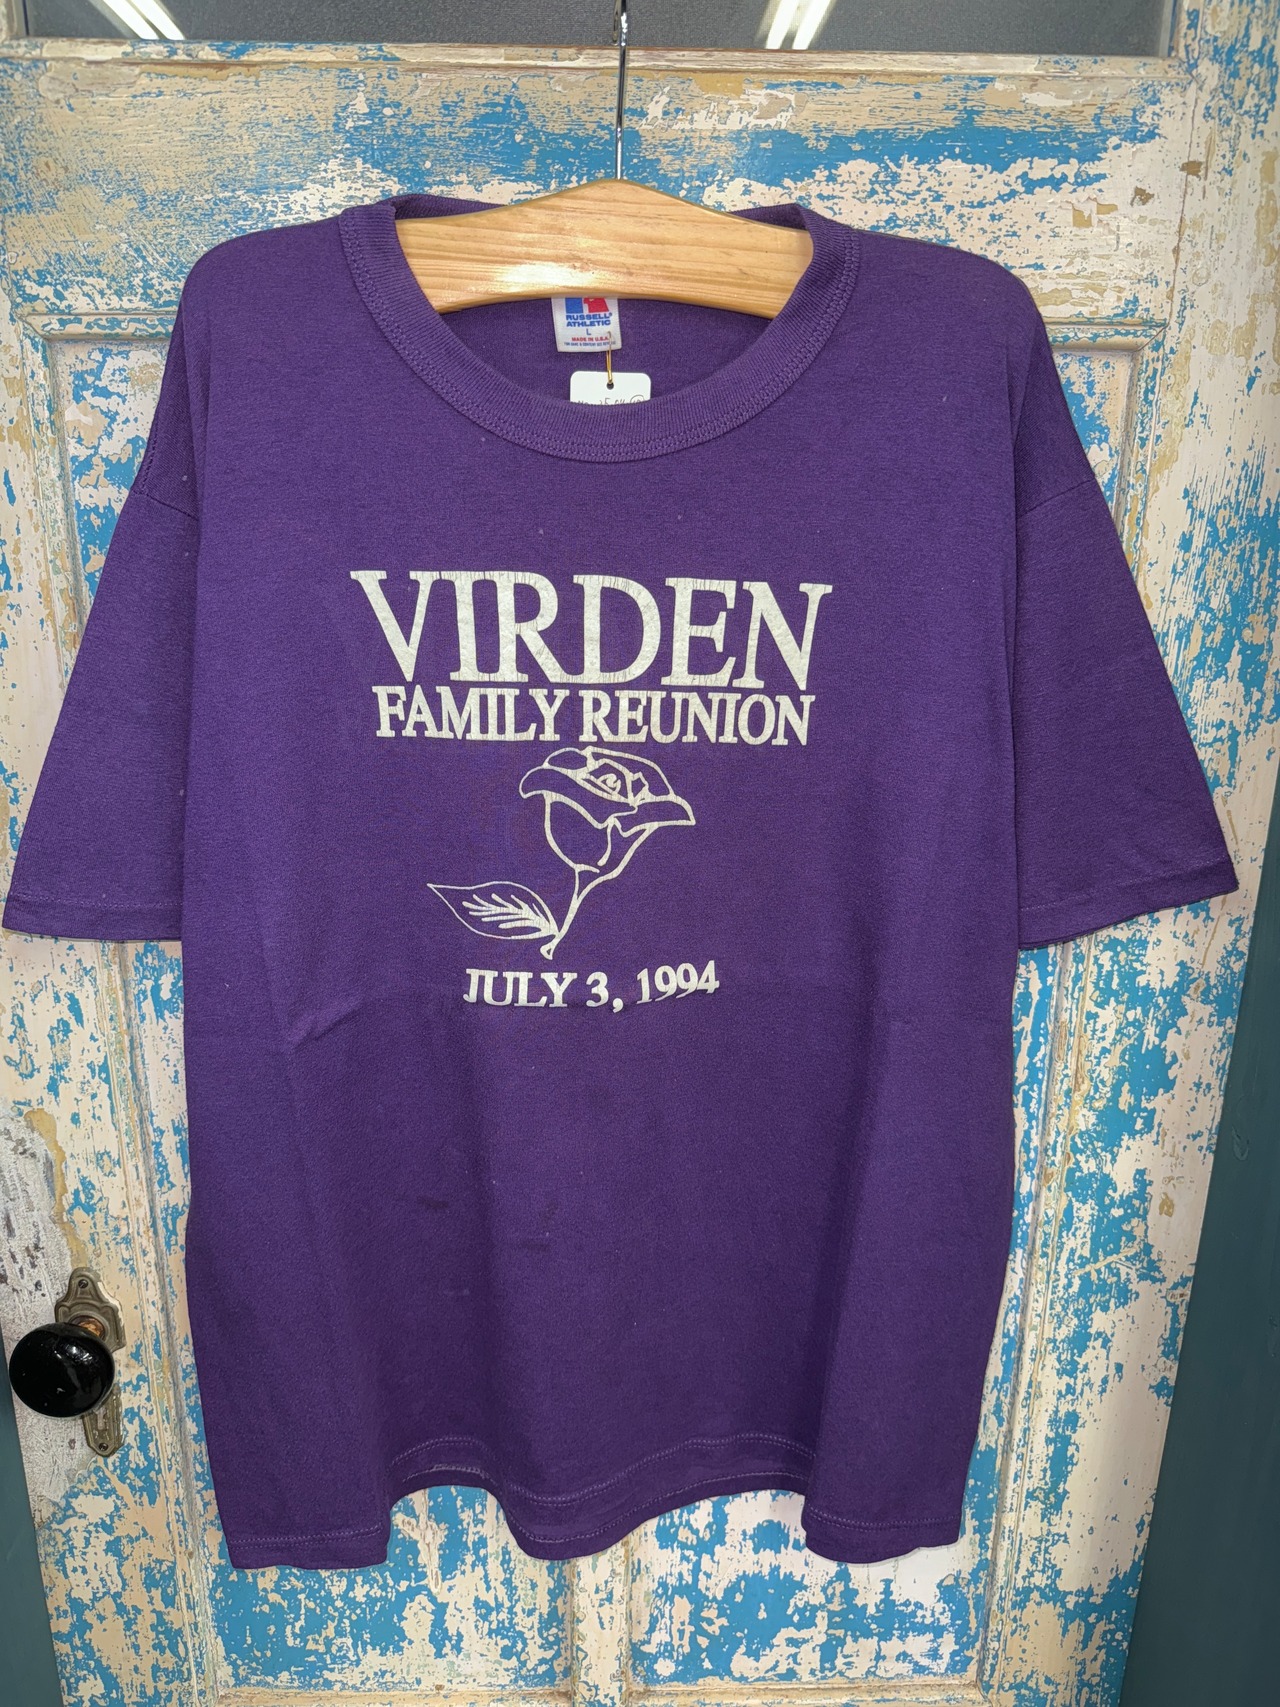 RUSSELL
ATHLETIC
L
MADE IN U.S.A.
VIRDEN
FAMILY REUNION
JULY 3, 1994